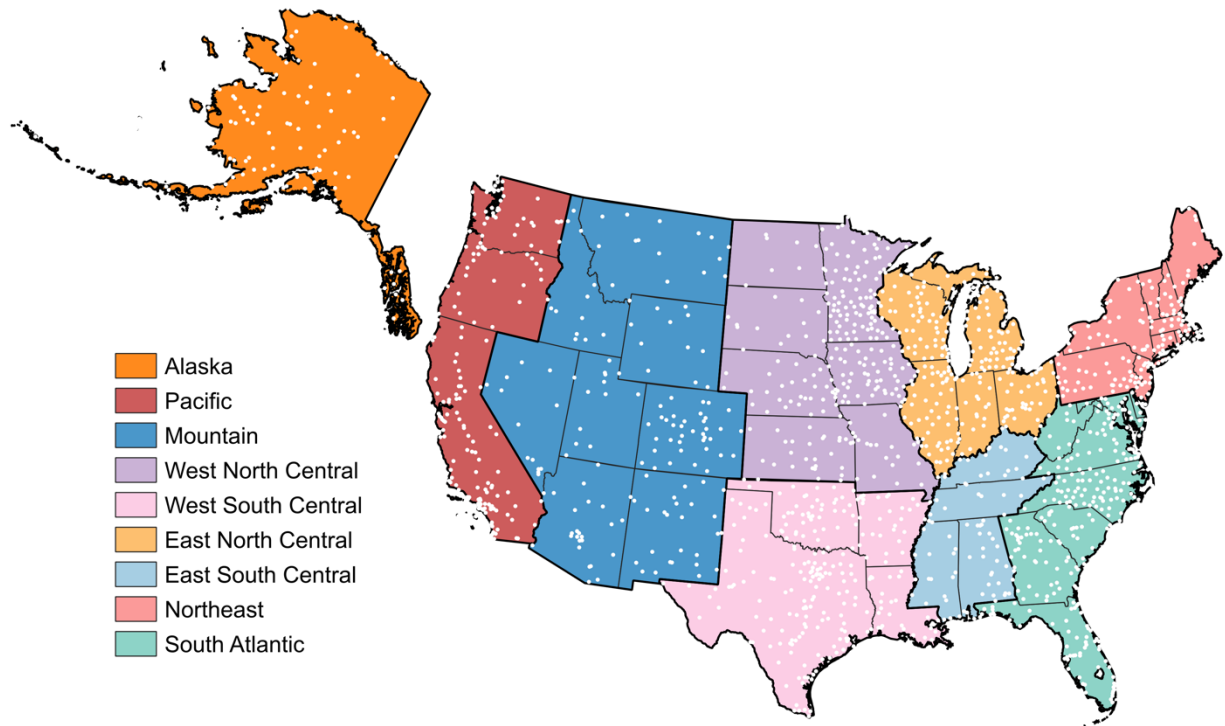 Alaska
Pacific
Mountain
West North Central
West South Central
East North Central
East South Central
Northeast
South Atlantic